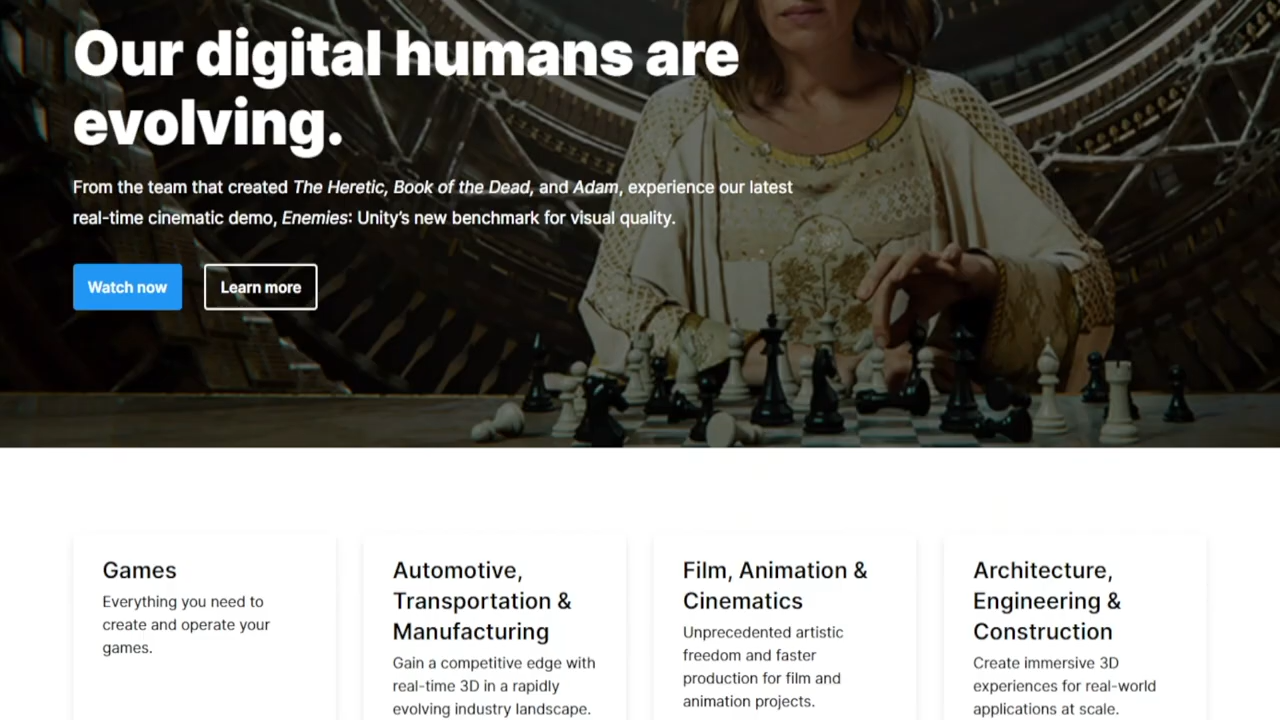 Our digital humans are
evolving.
From the team that created The Heretic, Book of the Dead, and Adam, experience our latest
real-time cinematic demo, Enemies: Unity's new benchmark for visual quality.
Watch now
Learn more
Games
Everything you need to
create and operate your
games.
Automotive,
Transportation &
Manufacturing
Gain a competitive edge with
real-time 3D in a rapidly
evolving industry landscape.
Film, Animation &
Cinematics
Unprecedented artistic
freedom and faster
production for film and
animation projects.
Architecture,
Engineering &
Construction
Create immersive 3D
experiences for real-world
applications at scale.